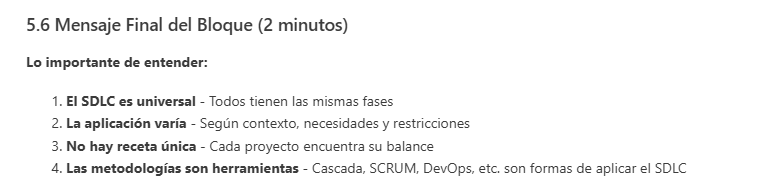 5.6 Mensaje Final del Bloque (2 minutos)
Lo importante de entender:
1. El SDLC es universal - Todos tienen las mismas fases
2. La aplicación varía - Según contexto, necesidades y restricciones
3. No hay receta única - Cada proyecto encuentra su balance
4. Las metodologías son herramientas - Cascada, SCRUM, DevOps, etc. son formas de aplicar el SDLC